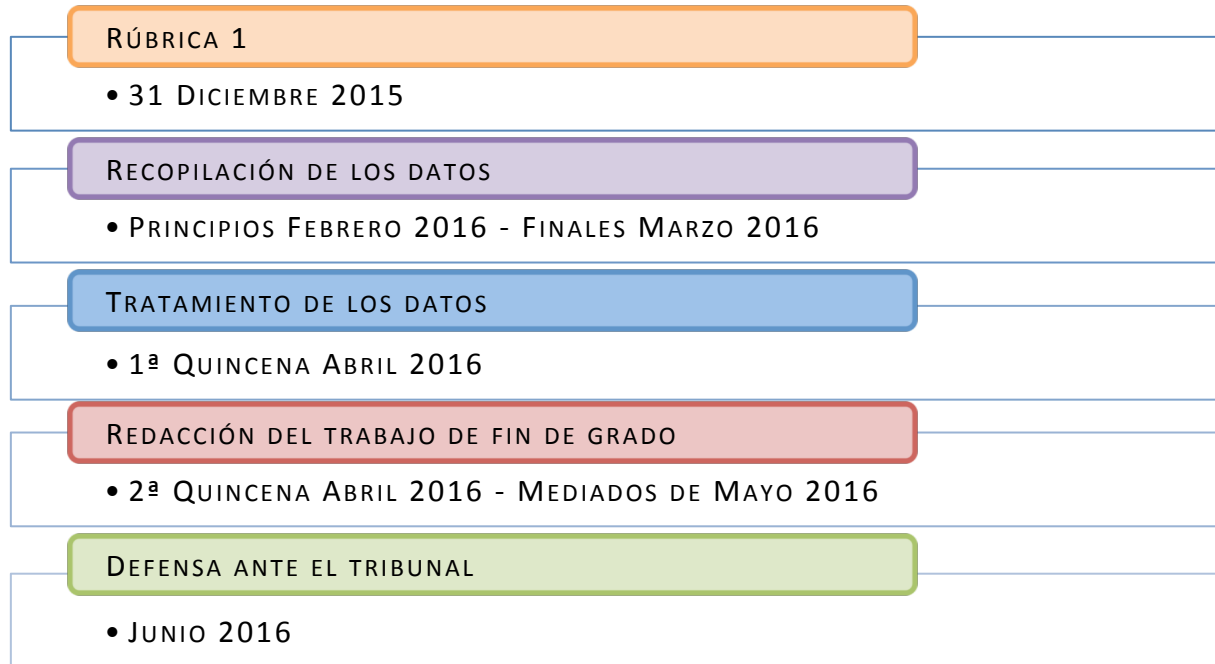 RÚBRICA 1
• 31 DICIEMBRE 2015
RECOPILACIÓN DE LOS DATOS
• PRINCIPIOS FEBRERO 2016 - FINALES MARZO 2016
TRATAMIENTO DE LOS DATOS
• 1ª QUINCENA ABRIL 2016
REDACCIÓN DEL TRABAJO DE FIN DE GRADO
• 2ª QUINCENA ABRIL 2016 - MEDIADOS DE MAYO 2016
DEFENSA ANTE EL TRIBUNAL
• JUNIO 2016